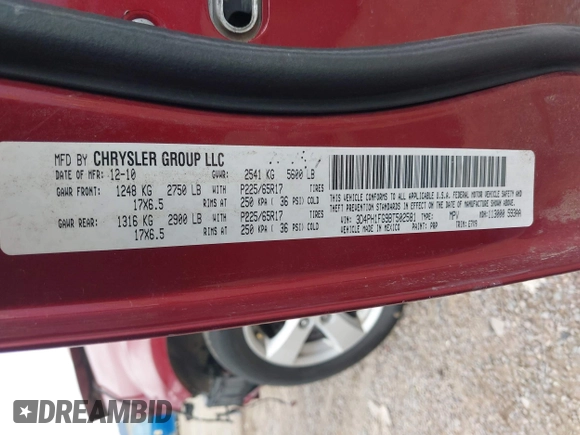 MFD BY CHRYSLER GROUP LLC
DATE OF MFR: 12-10 GVWR: 2541 KG 5600 LB
GAWR FRONT: 1248 KG 2750 LB WITH P225/65R17 TIRES
17X6.5 RIMS AT 250 KPA ( 36 PSI) COLD
GAWR REAR: 1316 KG 2900 LB WITH P225/65R17 TIRES
17X6.5 RIMS AT 250 KPA ( 36 PSI) COLD
THIS VEHICLE CONFORMS TO ALL APPLICABLE U.S.A. FEDERAL MOTOR VEHICLE SAFETY
AND THEFT PREVENTION STANDARDS IN EFFECT ON THE DATE OF MANUFACTURE SHOWN ABOVE.
VIN: TYPE: MPV MDH:
VEHICLE MADE IN MEXICO PAINT: PRP TRIM:
DREAMBID